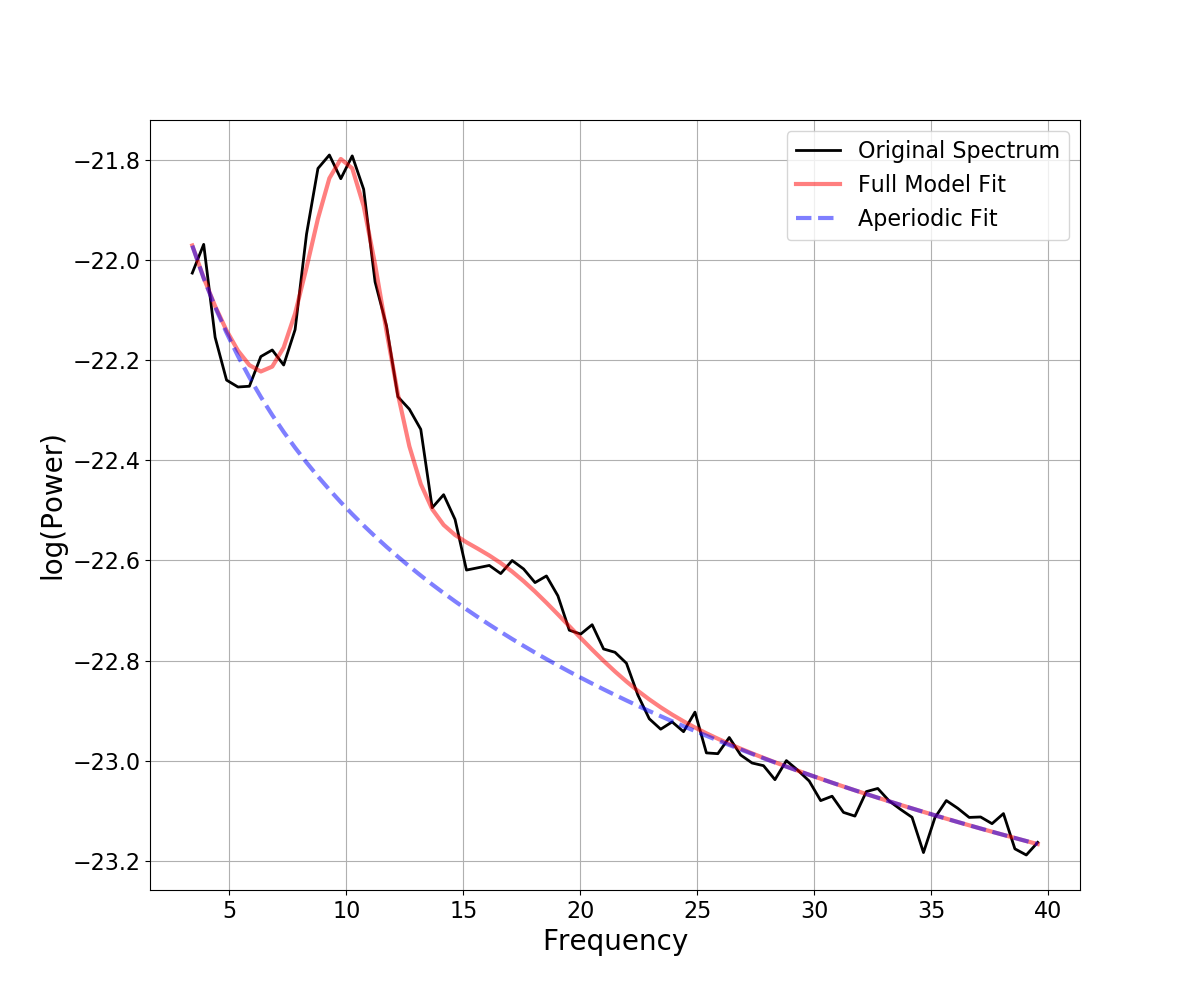 Original Spectrum
Full Model Fit
Aperiodic Fit
log(Power)
−21.8
−22.0
−22.2
−22.4
−22.6
−22.8
−23.0
−23.2
5 10 15 20 25 30 35 40
Frequency